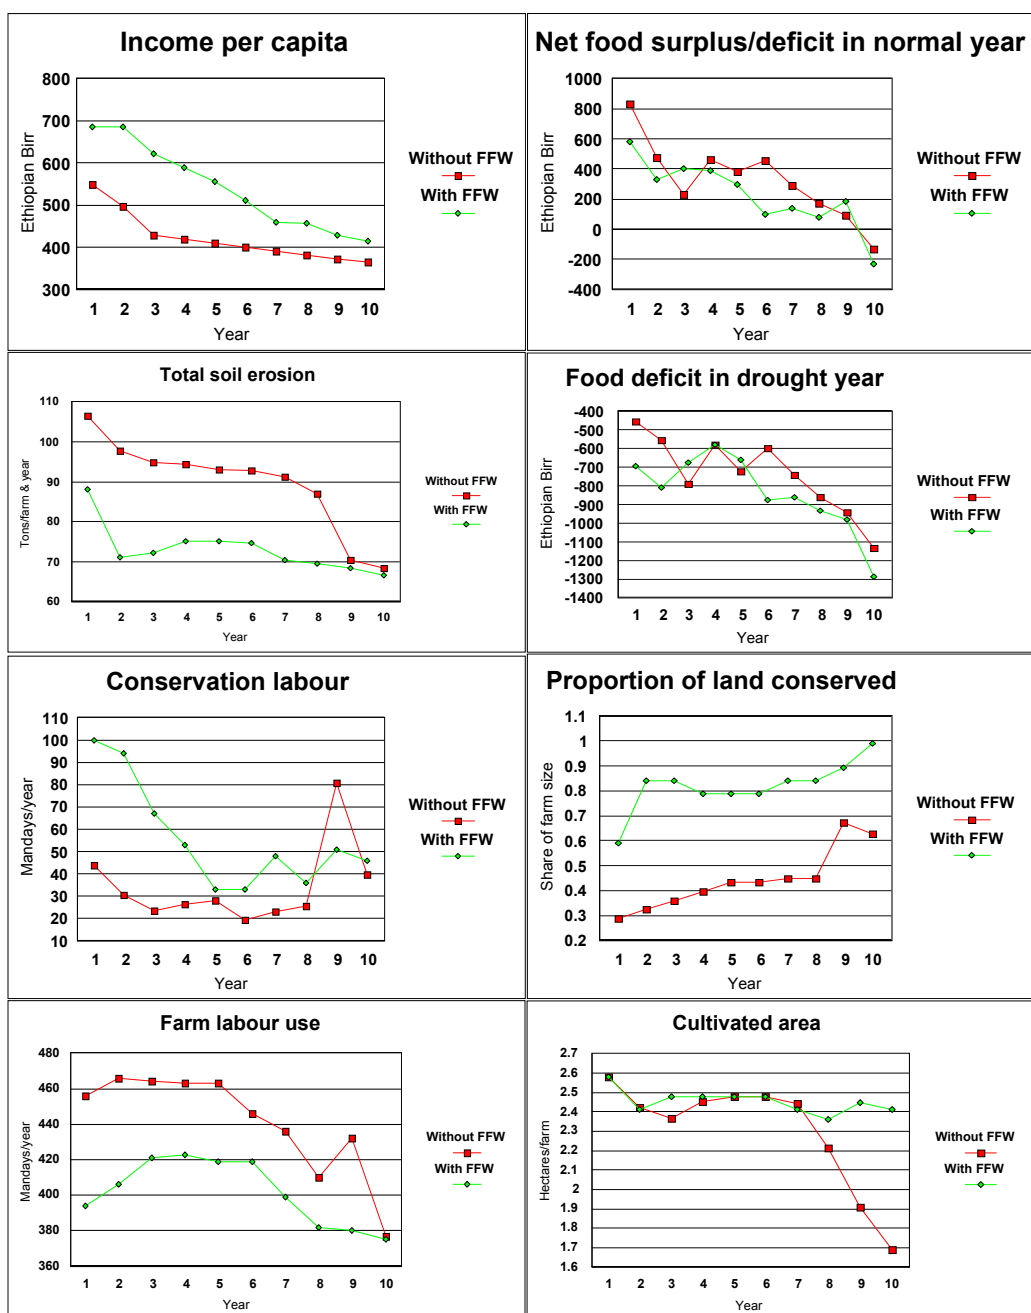 Income per capita
800
700
600
500
400
300
Ethiopian Birr
1 2 3 4 5 6 7 8 9 10
Year
Without FFW
With FFW
Net food surplus/deficit in normal year
1000
800
600
400
200
0
-200
-400
Ethiopian Birr
1 2 3 4 5 6 7 8 9 10
Year
Without FFW
With FFW
Total soil erosion
110
100
90
80
70
60
Tons/farm & year
1 2 3 4 5 6 7 8 9 10
Year
Without FFW
With FFW
Food deficit in drought year
-400
-500
-600
-700
-800
-900
-1000
-1100
-1200
-1300
-1400
Ethiopian Birr
1 2 3 4 5 6 7 8 9 10
Year
Without FFW
With FFW
Conservation labour
110
100
90
80
70
60
50
40
30
20
10
Mandays/year
1 2 3 4 5 6 7 8 9 10
Year
Without FFW
With FFW
Proportion of land conserved
1.1
1
0.9
0.8
0.7
0.6
0.5
0.4
0.3
0.2
Share of farm size
1 2 3 4 5 6 7 8 9 10
Year
Without FFW
With FFW
Farm labour use
480
460
440
420
400
380
360
Mandays/year
1 2 3 4 5 6 7 8 9 10
Year
Without FFW
With FFW
Cultivated area
2.7
2.6
2.5
2.4
2.3
2.2
2.1
2
1.9
1.8
1.7
1.6
Hectares/farm
1 2 3 4 5 6 7 8 9 10
Year
Without FFW
With FFW